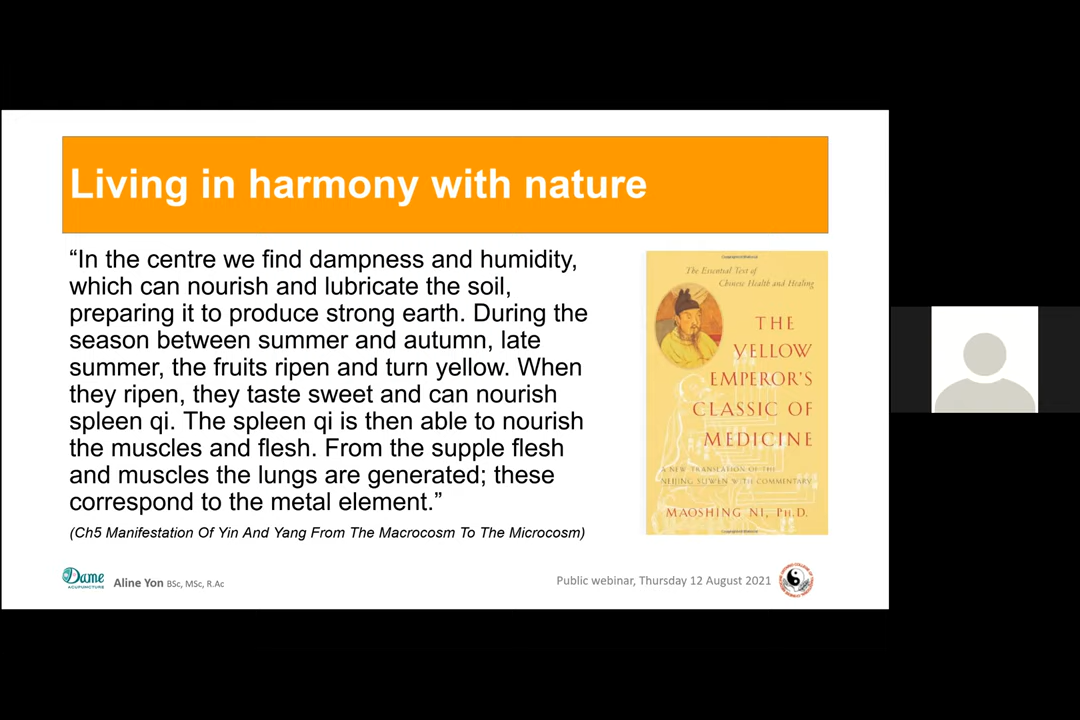 Living in harmony with nature
“In the centre we find dampness and humidity,
which can nourish and lubricate the soil,
preparing it to produce strong earth. During the
season between summer and autumn, late
summer, the fruits ripen and turn yellow. When
they ripen, they taste sweet and can nourish
spleen qi. The spleen qi is then able to nourish
the muscles and flesh. From the supple flesh
and muscles the lungs are generated; these
correspond to the metal element.”
(Ch5 Manifestation Of Yin And Yang From The Macrocosm To The Microcosm)
The Essential Text of
Chinese Health and Healing
THE
YELLOW
EMPEROR'S
CLASSIC OF
MEDICINE
A NEW TRANSLATION OF THE
NEIJING SUWEN WITH COMMENTARY
MAOSHING NI, PH.D.
Dame
ACUPUNCTURE
Aline Yon BSc, MSc, R.Ac
Public webinar, Thursday 12 August 2021